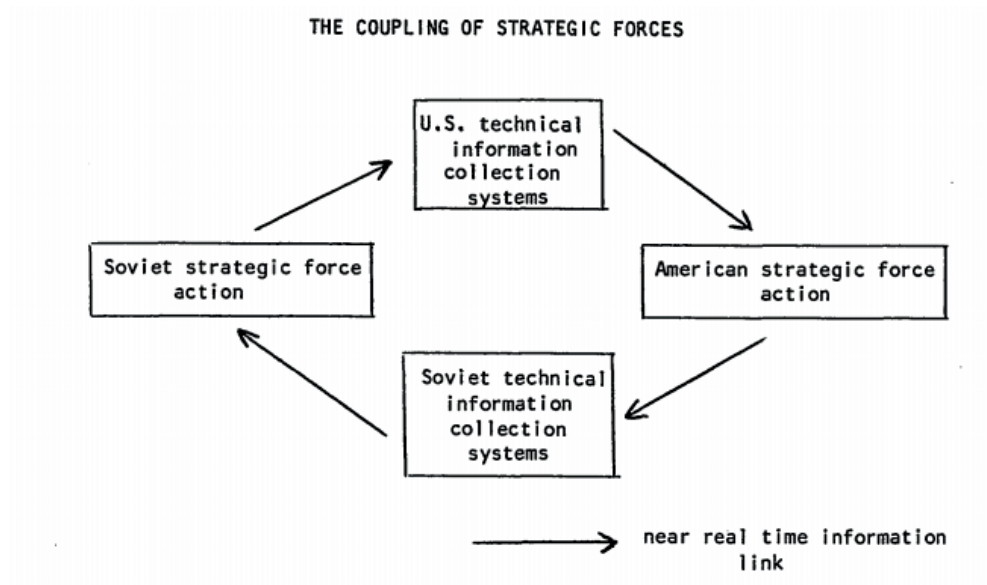 THE COUPLING OF STRATEGIC FORCES
U.S. technical
information
collection
systems
Soviet strategic force
action
American strategic force
action
Soviet technical
information
collection
systems
near real time information
link